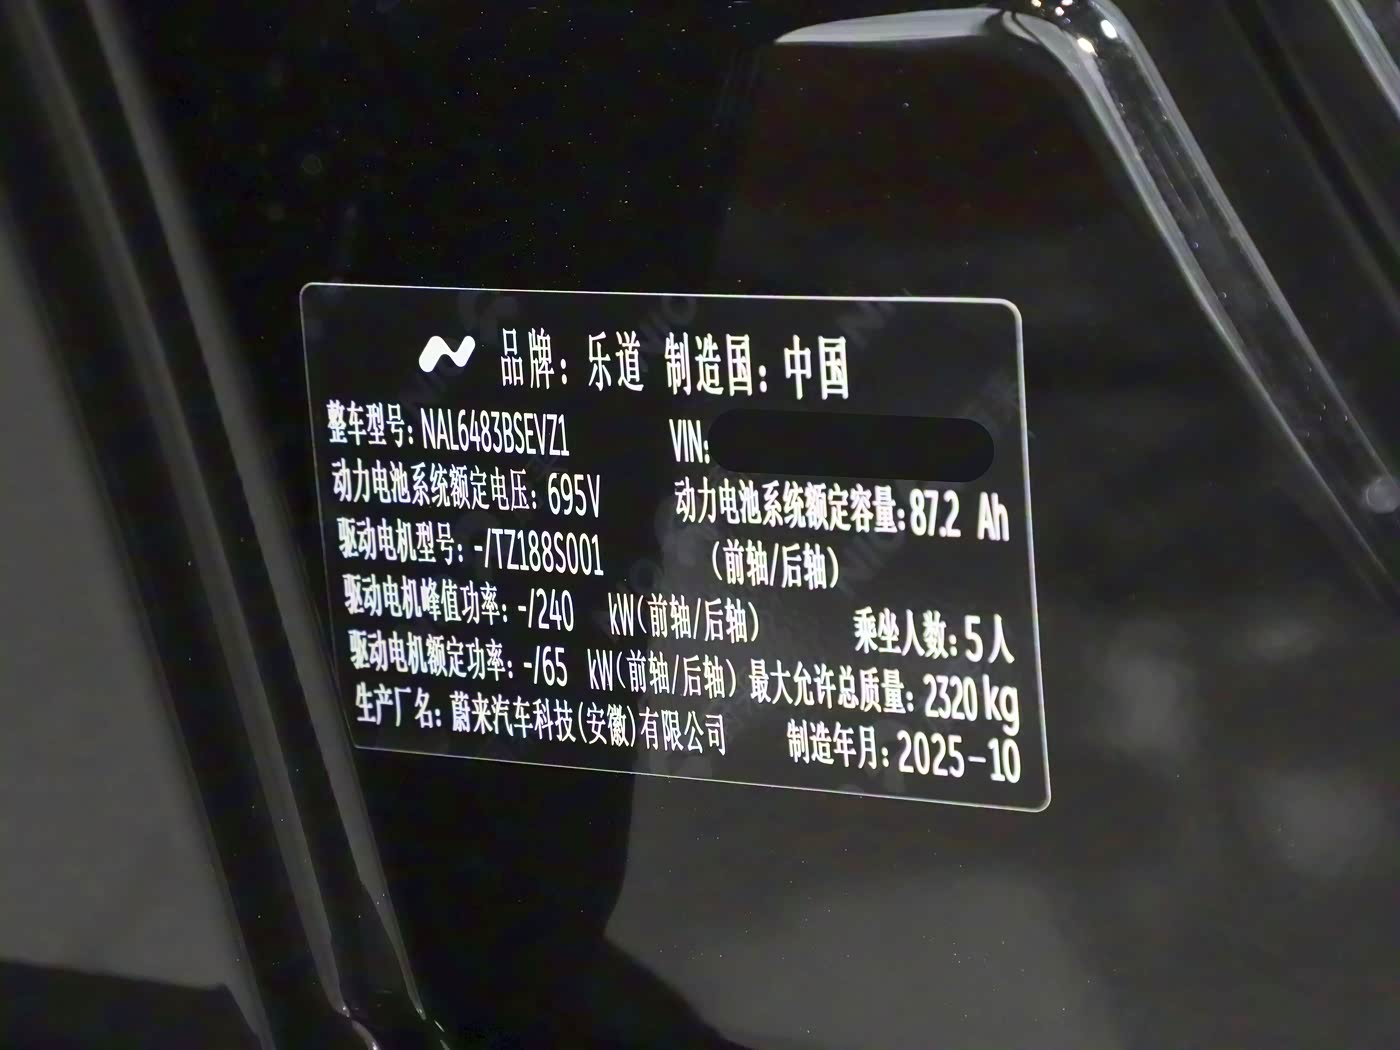 品牌：乐道 制造国：中国
整车型号：NAL6483BSEVZ1 VIN:
动力电池系统额定电压：695V 动力电池系统额定容量：87.2 Ah
驱动电机型号：-/TZ188S001 （前轴/后轴）
驱动电机峰值功率：-/240 kW（前轴/后轴） 乘坐人数：5人
驱动电机额定功率：-/65 kW（前轴/后轴） 最大允许总质量：2320 kg
生产厂名：蔚来汽车科技(安徽)有限公司 制造年月：2025-10